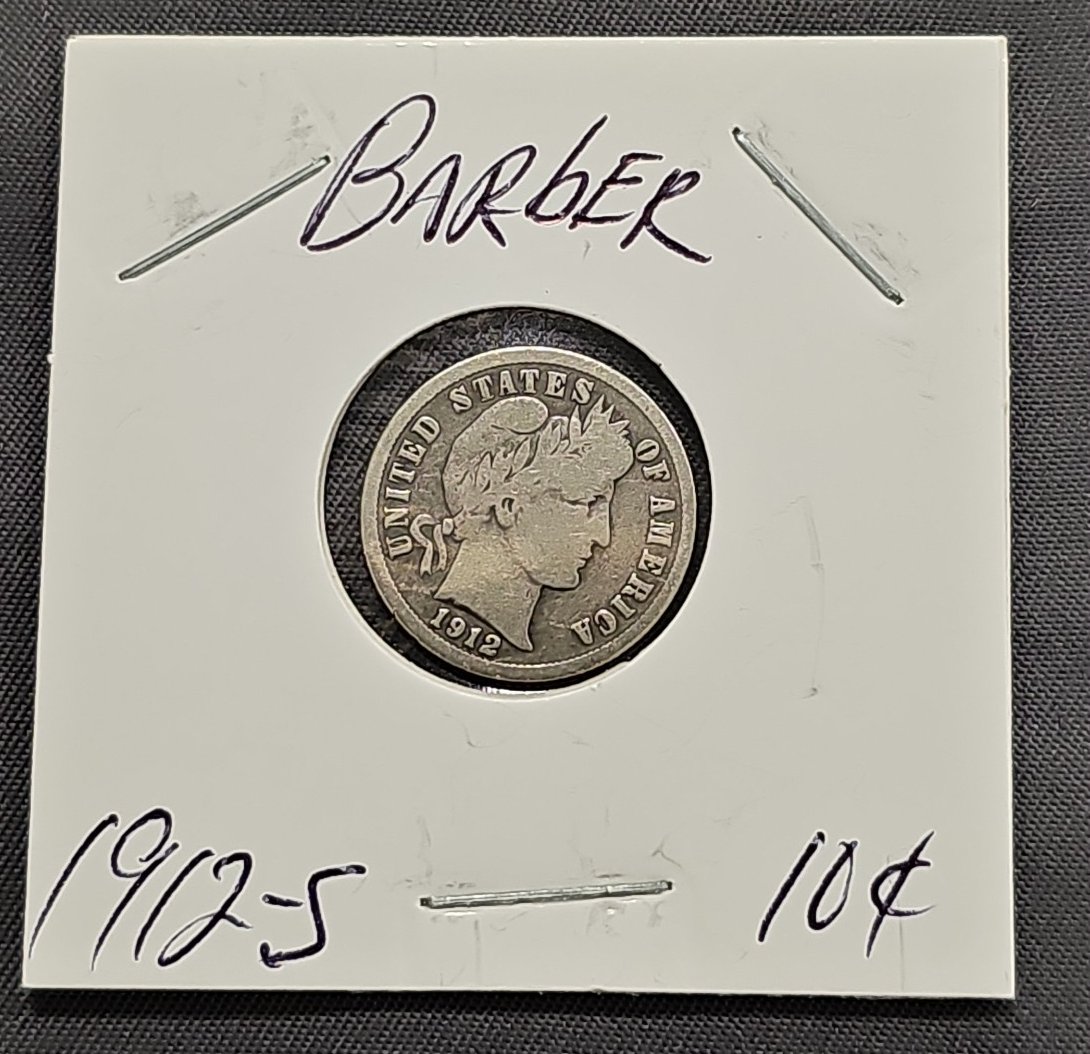 BARbER
UNITED STATES OF AMERICA
1912
1912-S
10¢